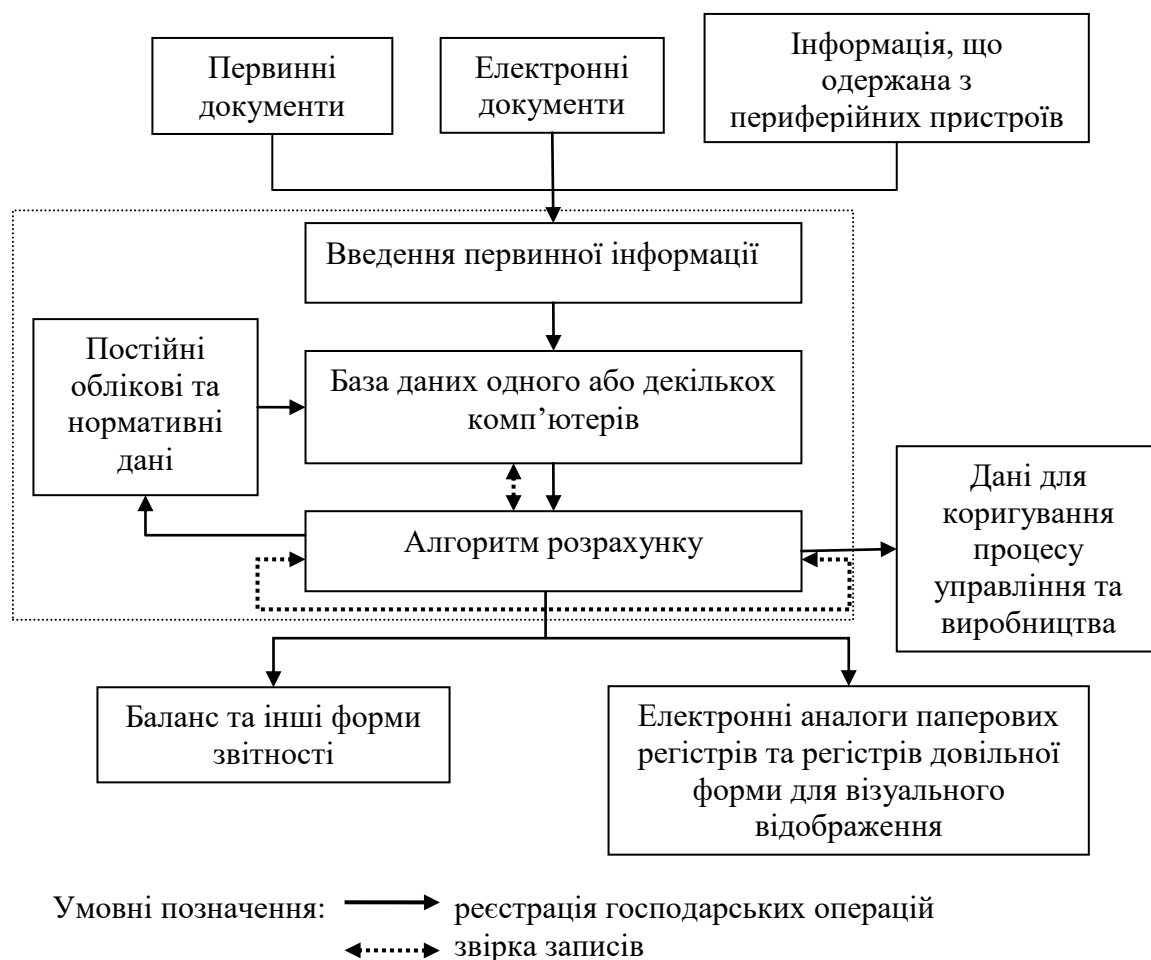 Первинні
документи
Електронні
документи
Інформація, що
одержана з
периферійних пристроїв
Введення первинної інформації
Постійні
облікові та
нормативні
дані
База даних одного або декількох
комп’ютерів
Алгоритм розрахунку
Дані для
коригування
процесу
управління та
виробництва
Баланс та інші форми
звітності
Електронні аналоги паперових
регістрів та регістрів довільної
форми для візуального
відображення
Умовні позначення:
реєстрація господарських операцій
звірка записів